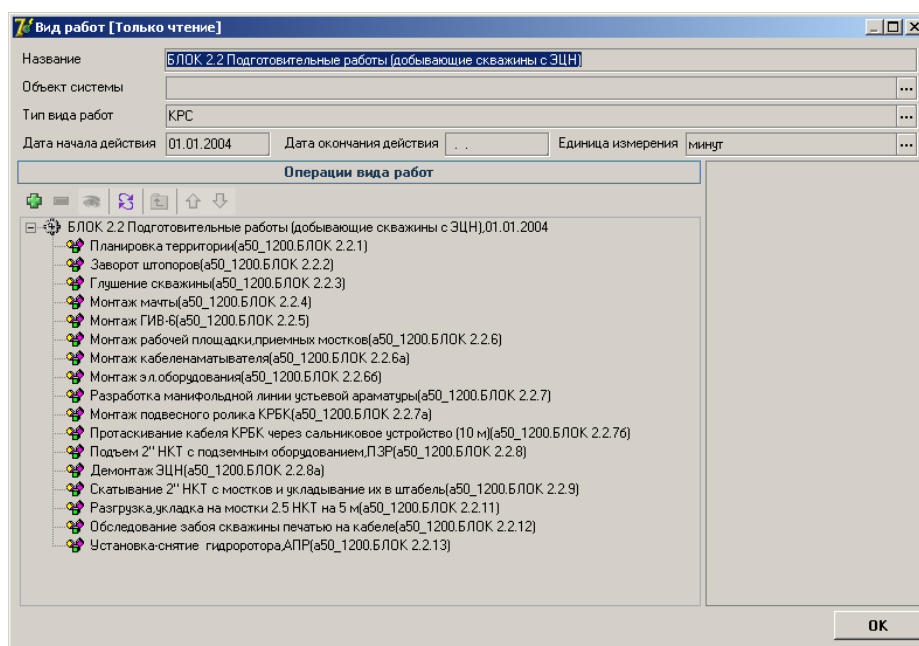 Вид работ [Только чтение]
Название БЛОК 2.2 Подготовительные работы (добывающие скважины с ЭЦН)
Объект системы ...
Тип вида работ КРС ...
Дата начала действия 01.01.2004 Дата окончания действия . . Единица измерения минут ...
Операции вида работ
БЛОК 2.2 Подготовительные работы (добывающие скважины с ЭЦН),01.01.2004
Планировка территории(а50_1200.БЛОК 2.2.1)
Заворот штопоров(а50_1200.БЛОК 2.2.2)
Глушение скважины(а50_1200.БЛОК 2.2.3)
Монтаж мачты(а50_1200.БЛОК 2.2.4)
Монтаж ГИВ-6(а50_1200.БЛОК 2.2.5)
Монтаж рабочей площадки,приемных мостков(а50_1200.БЛОК 2.2.6)
Монтаж кабеленаматывателя(а50_1200.БЛОК 2.2.6а)
Монтаж эл.оборудования(а50_1200.БЛОК 2.2.6б)
Разработка манифольдной линии устьевой араматуры(а50_1200.БЛОК 2.2.7)
Монтаж подвесного ролика КРБК(а50_1200.БЛОК 2.2.7а)
Протаскивание кабеля КРБК через сальниковое устройство (10 м)(а50_1200.БЛОК 2.2.7б)
Подъем 2'' НКТ с подземным оборудованием,ПЗР(а50_1200.БЛОК 2.2.8)
Демонтаж ЭЦН(а50_1200.БЛОК 2.2.8а)
Скатывание 2'' НКТ с мостков и укладывание их в штабель(а50_1200.БЛОК 2.2.9)
Разгрузка,укладка на мостки 2.5 НКТ на 5 м(а50_1200.БЛОК 2.2.11)
Обследование забоя скважины печатью на кабеле(а50_1200.БЛОК 2.2.12)
Установка-снятие гидроротора,АПР(а50_1200.БЛОК 2.2.13)
ОК